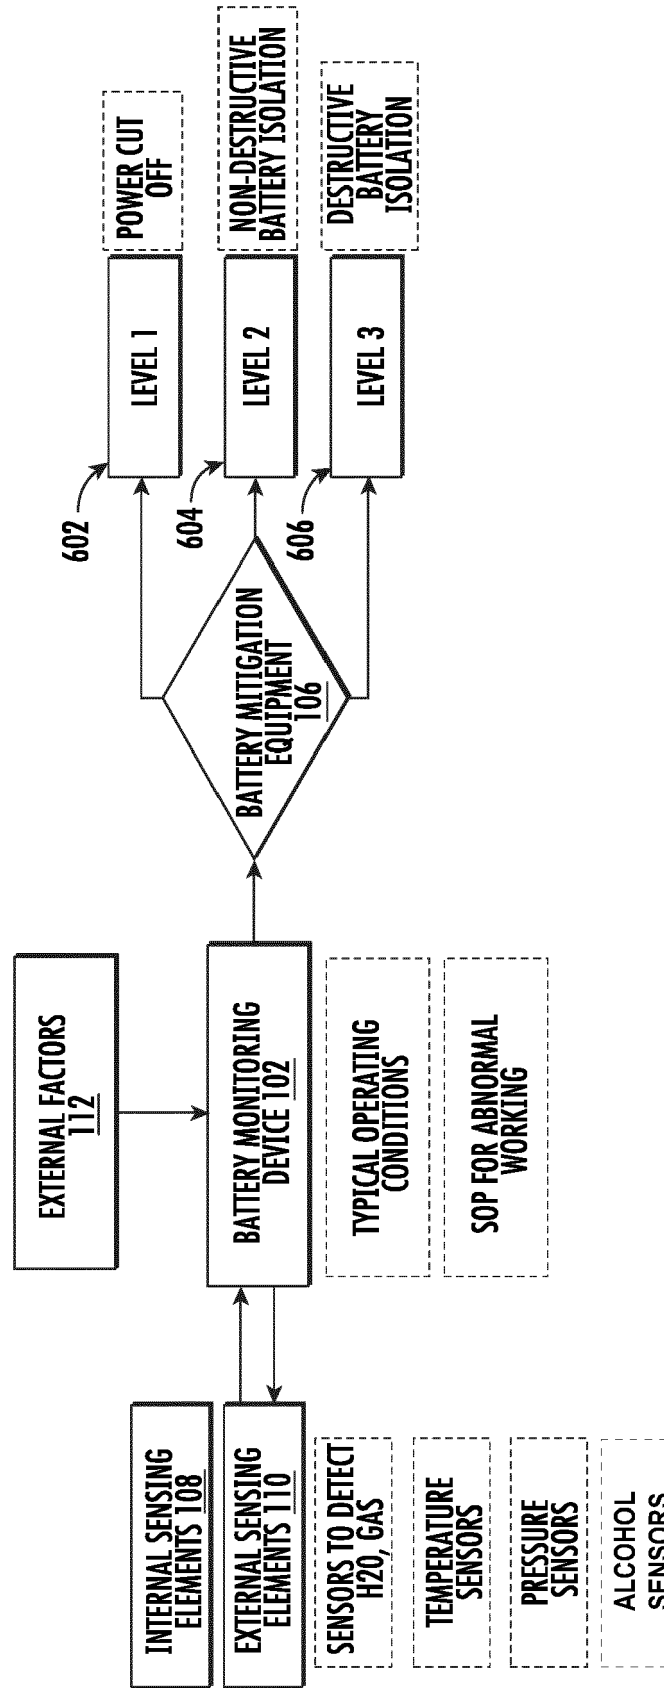 INTERNAL SENSING
ELEMENTS 108
EXTERNAL SENSING
ELEMENTS 110
SENSORS TO DETECT
H2O, GAS
TEMPERATURE
SENSORS
PRESSURE
SENSORS
ALCOHOL
SENSORS
EXTERNAL FACTORS
112
BATTERY MONITORING
DEVICE 102
TYPICAL OPERATING
CONDITIONS
SOP FOR ABNORMAL
WORKING
BATTERY MITIGATION
EQUIPMENT
106
602
LEVEL 1
POWER CUT
OFF
604
LEVEL 2
NON-DESTRUCTIVE
BATTERY ISOLATION
606
LEVEL 3
DESTRUCTIVE
BATTERY
ISOLATION